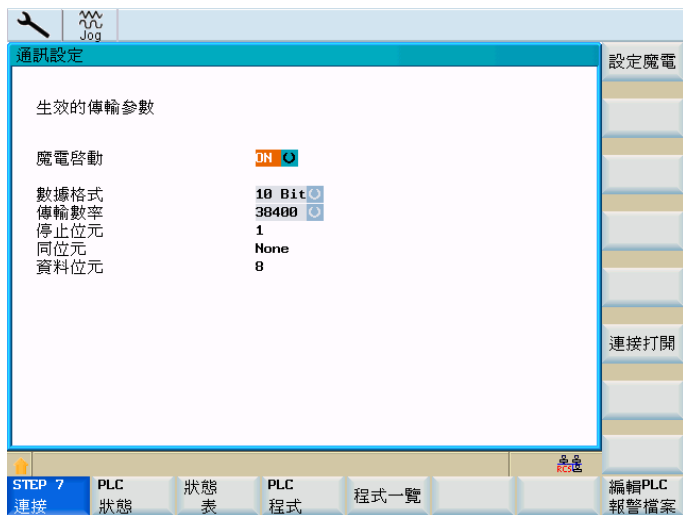 Jog
通訊設定
設定魔電
生效的傳輸參數
魔電啓動 ON
數據格式 10 Bit
傳輸數率 38400
停止位元 1
同位元 None
資料位元 8
連接打開
RCS
STEP 7
連接
PLC
狀態
狀態
表
PLC
程式
程式一覽
編輯PLC
報警檔案